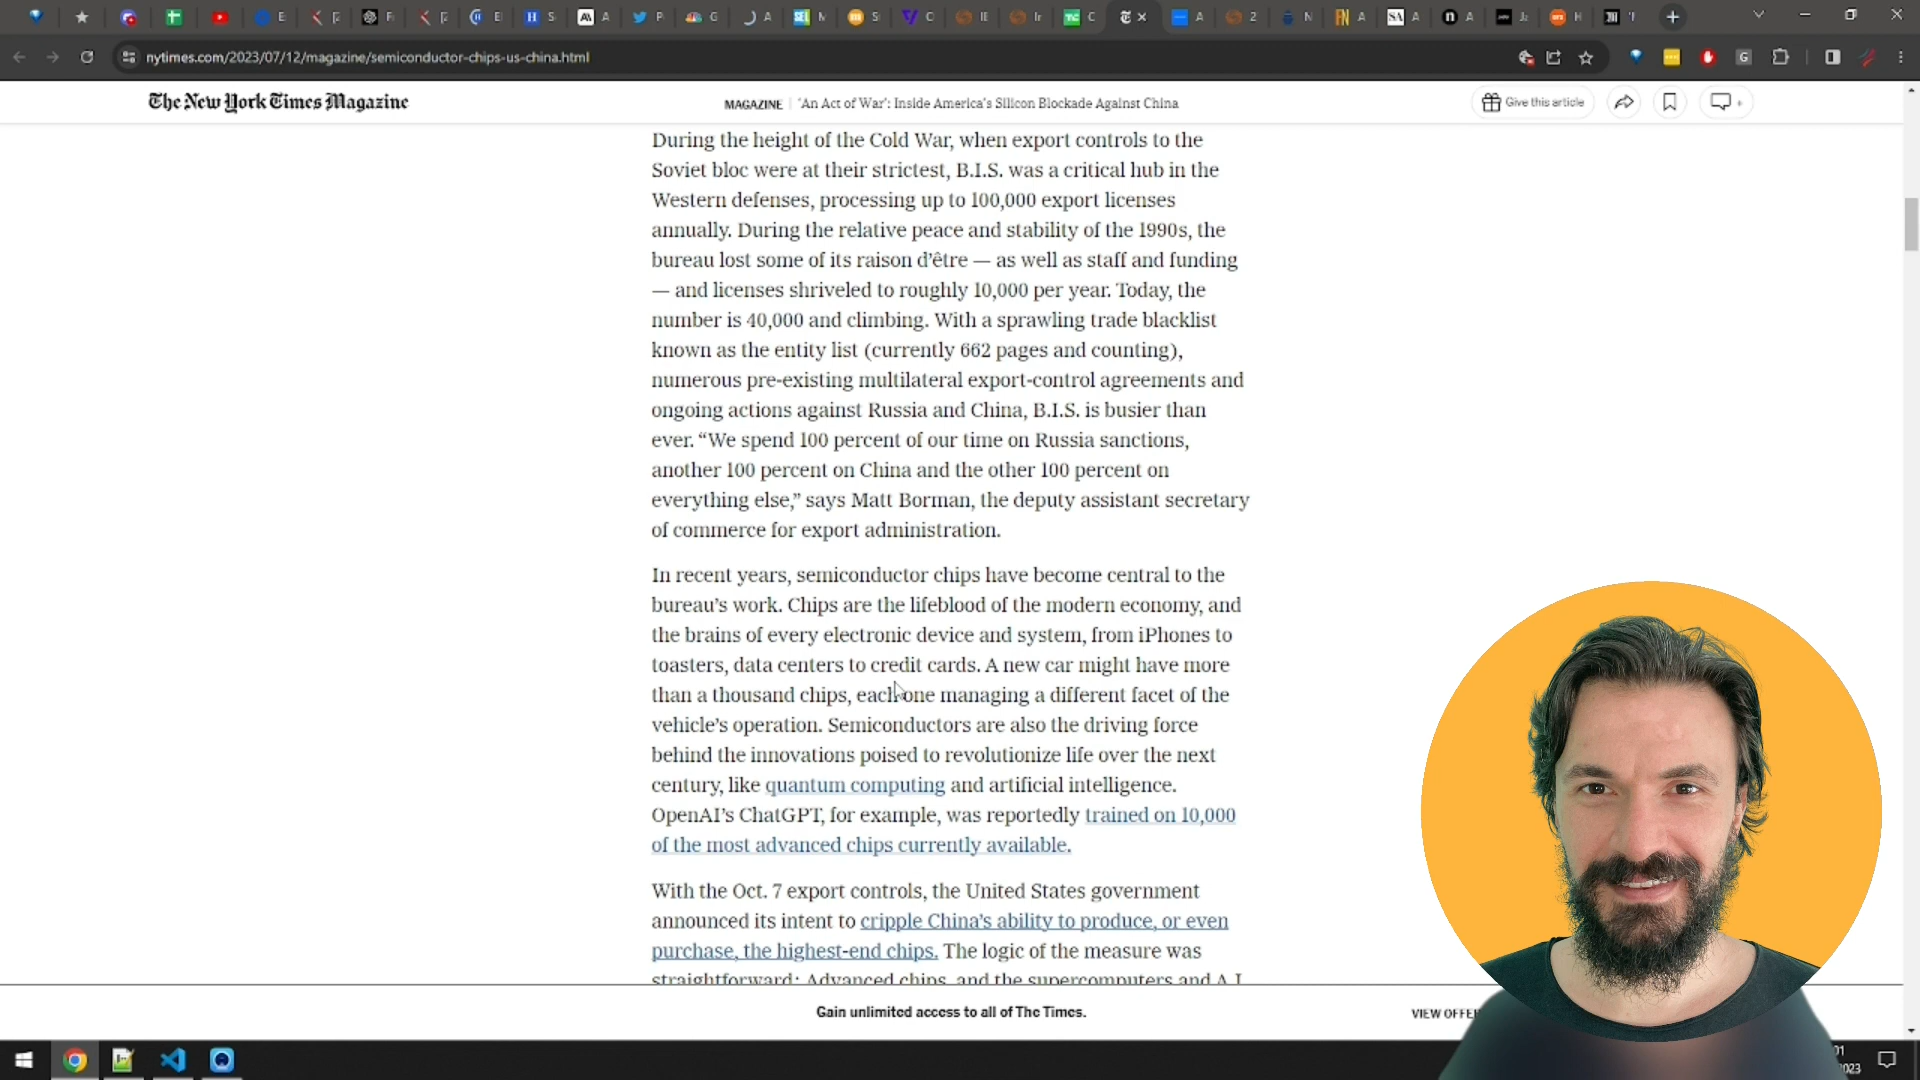 nytimes.com/2023/07/12/magazine/semiconductor-chips-us-china.html
The New York Times Magazine
MAGAZINE | ‘An Act of War’: Inside America’s Silicon Blockade Against China
Give this article
During the height of the Cold War, when export controls to the
Soviet bloc were at their strictest, B.I.S. was a critical hub in the
Western defenses, processing up to 100,000 export licenses
annually. During the relative peace and stability of the 1990s, the
bureau lost some of its raison d’être — as well as staff and funding
— and licenses shriveled to roughly 10,000 per year. Today, the
number is 40,000 and climbing. With a sprawling trade blacklist
known as the entity list (currently 662 pages and counting),
numerous pre-existing multilateral export-control agreements and
ongoing actions against Russia and China, B.I.S. is busier than
ever. “We spend 100 percent of our time on Russia sanctions,
another 100 percent on China and the other 100 percent on
everything else,” says Matt Borman, the deputy assistant secretary
of commerce for export administration.
In recent years, semiconductor chips have become central to the
bureau’s work. Chips are the lifeblood of the modern economy, and
the brains of every electronic device and system, from iPhones to
toasters, data centers to credit cards. A new car might have more
than a thousand chips, each one managing a different facet of the
vehicle’s operation. Semiconductors are also the driving force
behind the innovations poised to revolutionize life over the next
century, like quantum computing and artificial intelligence.
OpenAI’s ChatGPT, for example, was reportedly trained on 10,000
of the most advanced chips currently available.
With the Oct. 7 export controls, the United States government
announced its intent to cripple China’s ability to produce, or even
purchase, the highest-end chips. The logic of the measure was
straightforward: Advanced chips, and the supercomputers and A.I.
Gain unlimited access to all of The Times.
VIEW OFFE